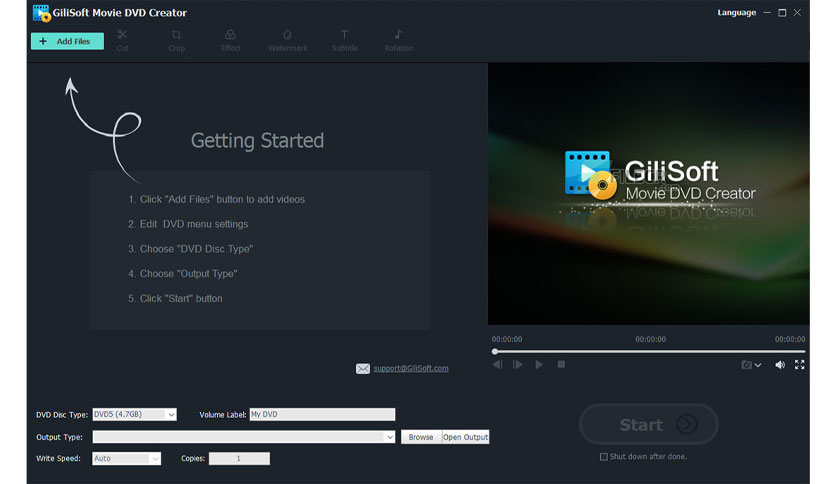 GiliSoft Movie DVD Creator
Language
+ Add Files
Cut
Crop
Effect
Watermark
Subtitle
Rotation
Getting Started
1. Click "Add Files" button to add videos
2. Edit DVD menu settings
3. Choose "DVD Disc Type"
4. Choose "Output Type"
5. Click "Start" button
support@GiliSoft.com
GiliSoft
Movie DVD Creator
00:00:00 00:00:00 00:00:00
DVD Disc Type: DVD5 (4.7GB) Volume Label: My DVD
Output Type: Browse Open Output
Write Speed: Auto Copies: 1
Start
Shut down after done.